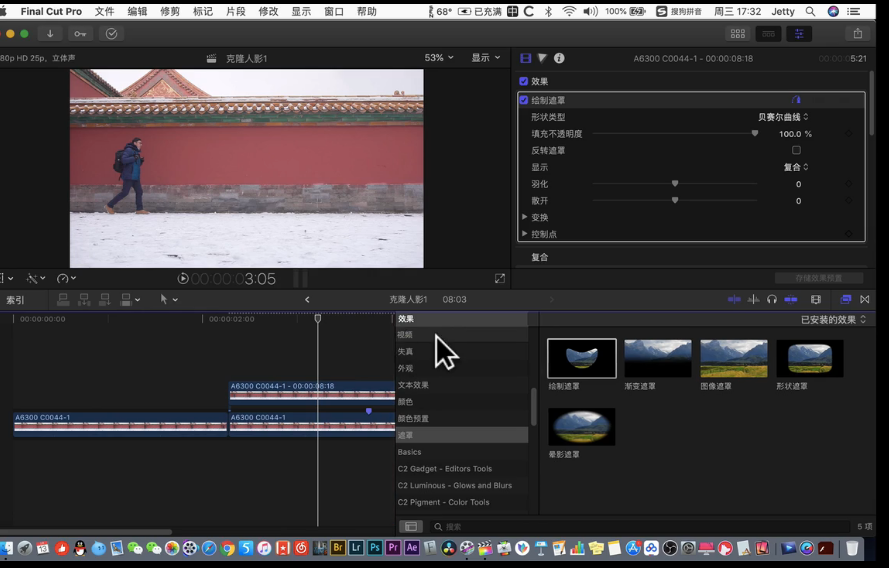 Final Cut Pro 文件 编辑 修剪 标记 片段 修改 显示 窗口 帮助 68° 已充满 100% 搜狗拼音 周三 17:32 Jetty
80p HD 25p, 立体声 克隆人影1 53% 显示 A6300 C0044-1 - 00:00:08:18 5:21
效果
绘制遮罩
形状类型 贝赛尔曲线
填充不透明度 100.0 %
反转遮罩
显示 复合
羽化 0
散开 0
变换
控制点
复合
00:00:00:03:05 存储效果预置
索引 克隆人影1 08:03
00:00:00:00 00:00:02:00 效果 已安装的效果
视频
失真
外观
文本效果
颜色
颜色预置
遮罩
Basics
C2 Gadget - Editors Tools
C2 Luminous - Glows and Blurs
C2 Pigment - Color Tools
绘制遮罩 渐变遮罩 图像遮罩 形状遮罩
晕影遮罩
A6300 C0044-1 - 00:00:08:18
A6300 C0044-1 A6300 C0044-1
搜索 5 项
Br Lr Ps Pr Ae